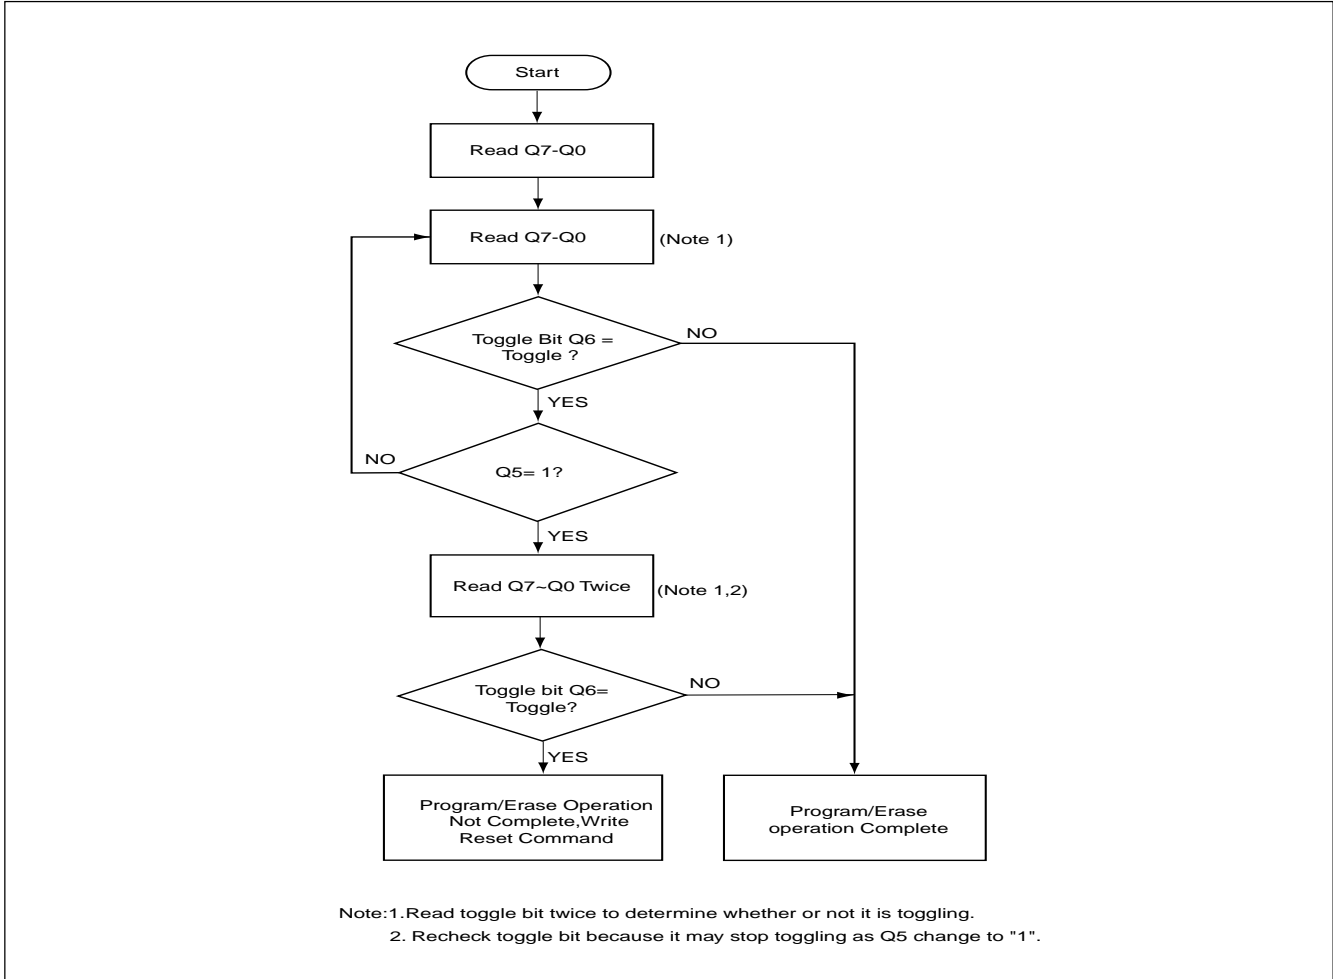 Start
Read Q7-Q0
Read Q7-Q0
(Note 1)
Toggle Bit Q6 =
Toggle ?
NO
YES
NO
Q5= 1?
YES
Read Q7~Q0 Twice
(Note 1,2)
Toggle bit Q6=
Toggle?
NO
YES
Program/Erase Operation
Not Complete,Write
Reset Command
Program/Erase
operation Complete
Note:1.Read toggle bit twice to determine whether or not it is toggling.
2. Recheck toggle bit because it may stop toggling as Q5 change to "1".